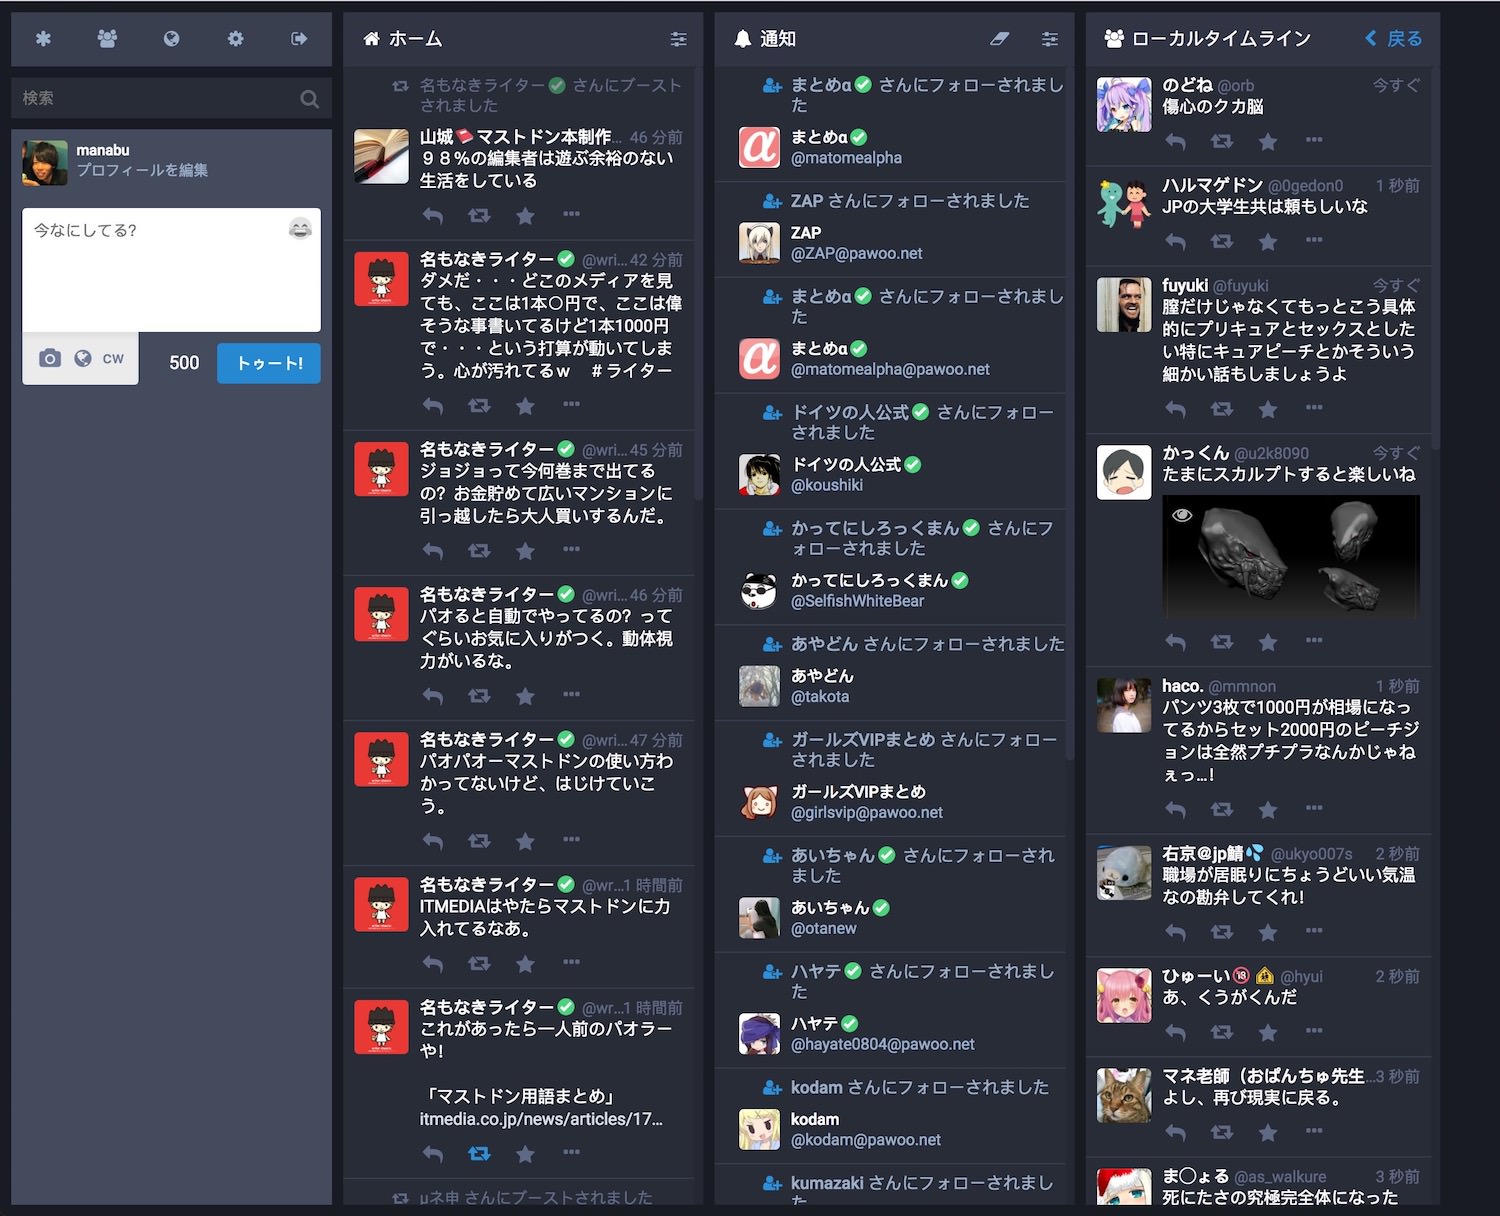 検索
manabu
プロフィールを編集
今なにしてる?
CW
500
トゥート!
ホーム
名もなきライター✅ さんにブースト
されました
山城📕 マストドン本制作... 46 分前
９８%の編集者は遊ぶ余裕のない
生活をしている
名もなきライター✅ @wri... 42 分前
ダメだ・・・どこのメディアを見
ても、ここは1本〇円で、ここは偉
そうな事書いてるけど1本1000円
で・・・という打算が動いてしま
う。心が汚れてるｗ　＃ライター
名もなきライター✅ @wri... 45 分前
ジョジョって今何巻まで出てる
の？お金貯めて広いマンションに
引っ越したら大人買いするんだ。
名もなきライター✅ @wri... 46 分前
パオると自動でやってるの？って
ぐらいお気に入りがつく。動体視
力がいるな。
名もなきライター✅ @wri... 47 分前
パオパオーマストドンの使い方わ
かってないけど、はじけていこ
う。
名もなきライター✅ @wr... 1 時間前
ITMEDIAはやたらマストドンに力
入れてるなあ。
名もなきライター✅ @wr... 1 時間前
これがあったら一人前のパオラー
や！
「マストドン用語まとめ」
itmedia.co.jp/news/articles/17...
μネ申 さんにブーストされました
通知
まとめα✅ さんにフォローされまし
た
まとめα✅
@matomealpha
ZAP さんにフォローされました
ZAP
@ZAP@pawoo.net
まとめα✅ さんにフォローされまし
た
まとめα✅
@matomealpha@pawoo.net
ドイツの人公式✅ さんにフォロー
されました
ドイツの人公式✅
@koushiki
かってにしろっくまん✅ さんにフ
ォローされました
かってにしろっくまん✅
@SelfishWhiteBear
あやどん さんにフォローされました
あやどん
@takota
ガールズVIPまとめ さんにフォロー
されました
ガールズVIPまとめ
@girlsvip@pawoo.net
あいちゃん✅ さんにフォローされ
ました
あいちゃん✅
@otanew
ハヤテ✅ さんにフォローされまし
た
ハヤテ✅
@hayate0804@pawoo.net
kodam さんにフォローされました
kodam
@kodam@pawoo.net
kumazaki さんにフォローされまし
た
ローカルタイムライン
戻る
のどね @orb 今すぐ
傷心のクカ脳
ハルマゲドン @0gedon0 1 秒前
JPの大学生共は頼もしいな
fuyuki @fuyuki 今すぐ
膣だけじゃなくてもっとこう具体
的にプリキュアとセックスとした
い特にキュアピーチとかそういう
細かい話もしましょうよ
かっくん @u2k8090 今すぐ
たまにスカルプトすると楽しいね
haco. @mmnon 1 秒前
パンツ3枚で1000円が相場になっ
てるからセット2000円のピーチジ
ョンは全然プチプラなんかじゃね
ぇっ...！
右京@jp鯖💦 @ukyo007s 2 秒前
職場が居眠りにちょうどいい気温
なの勘弁してくれ！
ひゅーい🔞🚸 @hyui 2 秒前
あ、くうがくんだ
マネ老師（おぱんちゅ先生... 3 秒前
よし、再び現実に戻る。
ま◯ょる @as_walkure 3 秒前
死にたさの究極完全体になった